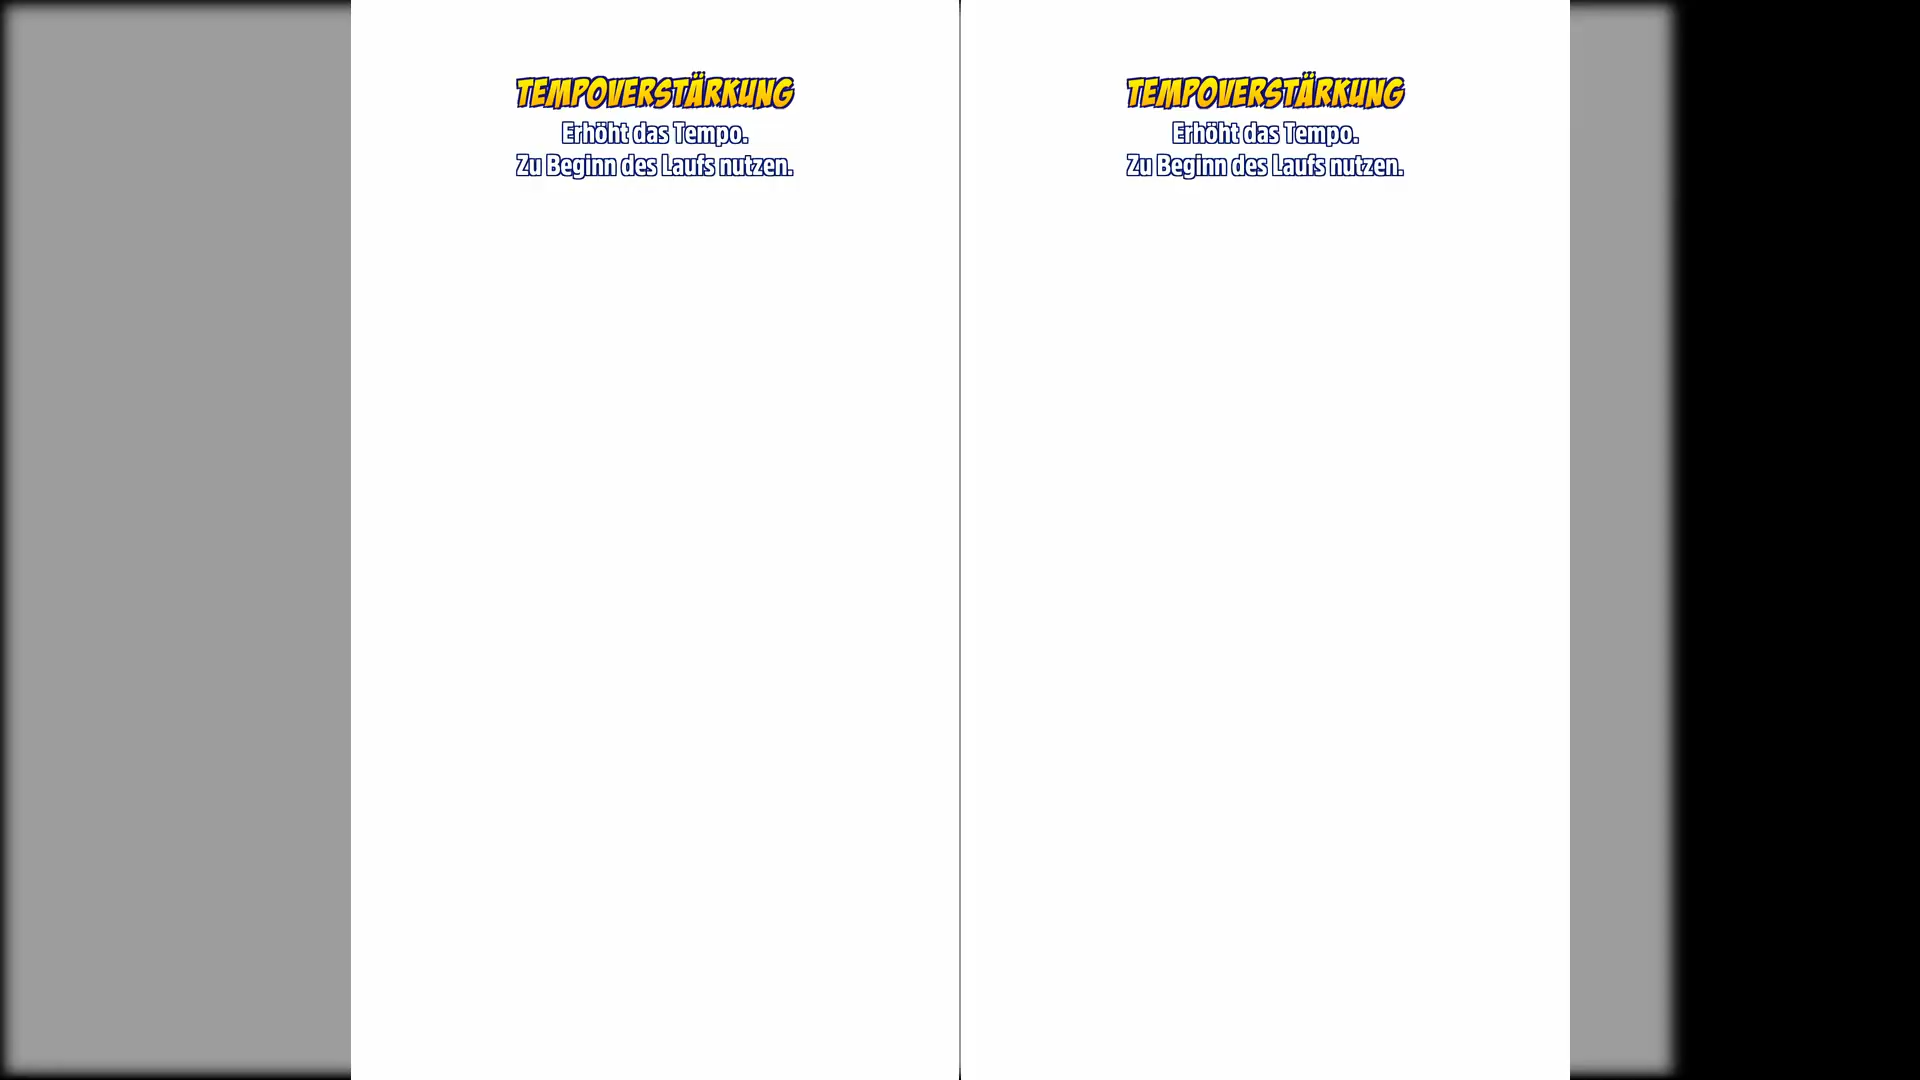 TEMPOVERSTÄRKUNG
Erhöht das Tempo.
Zu Beginn des Laufs nutzen.
TEMPOVERSTÄRKUNG
Erhöht das Tempo.
Zu Beginn des Laufs nutzen.